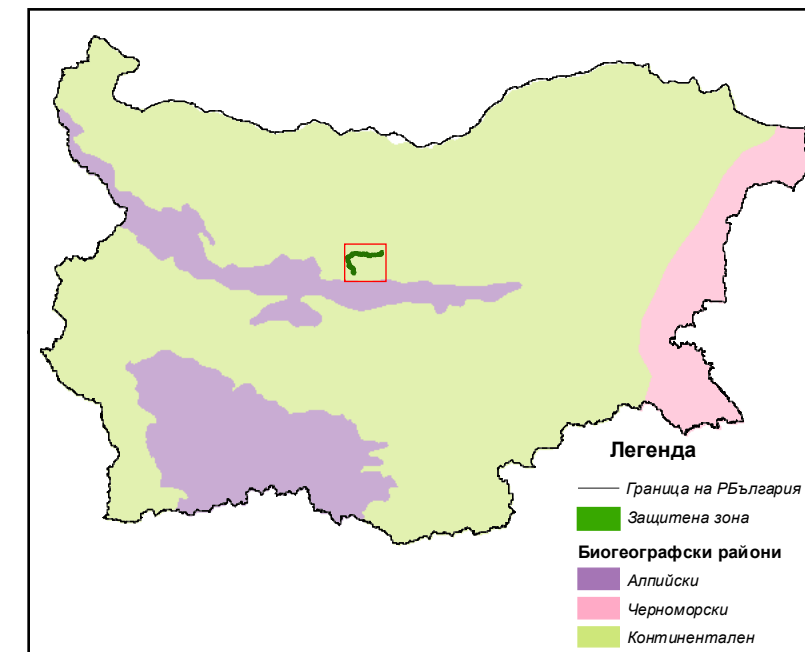 Легенда
Граница на РБългария
Защитена зона
Биогеографски райони
Алпийски
Черноморски
Континентален